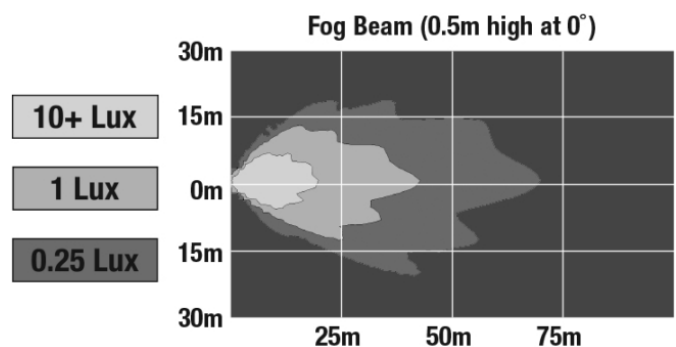 Fog Beam (0.5m high at 0°)
30m
10+ Lux
15m
1 Lux
0m
0.25 Lux
15m
30m
25m 50m 75m